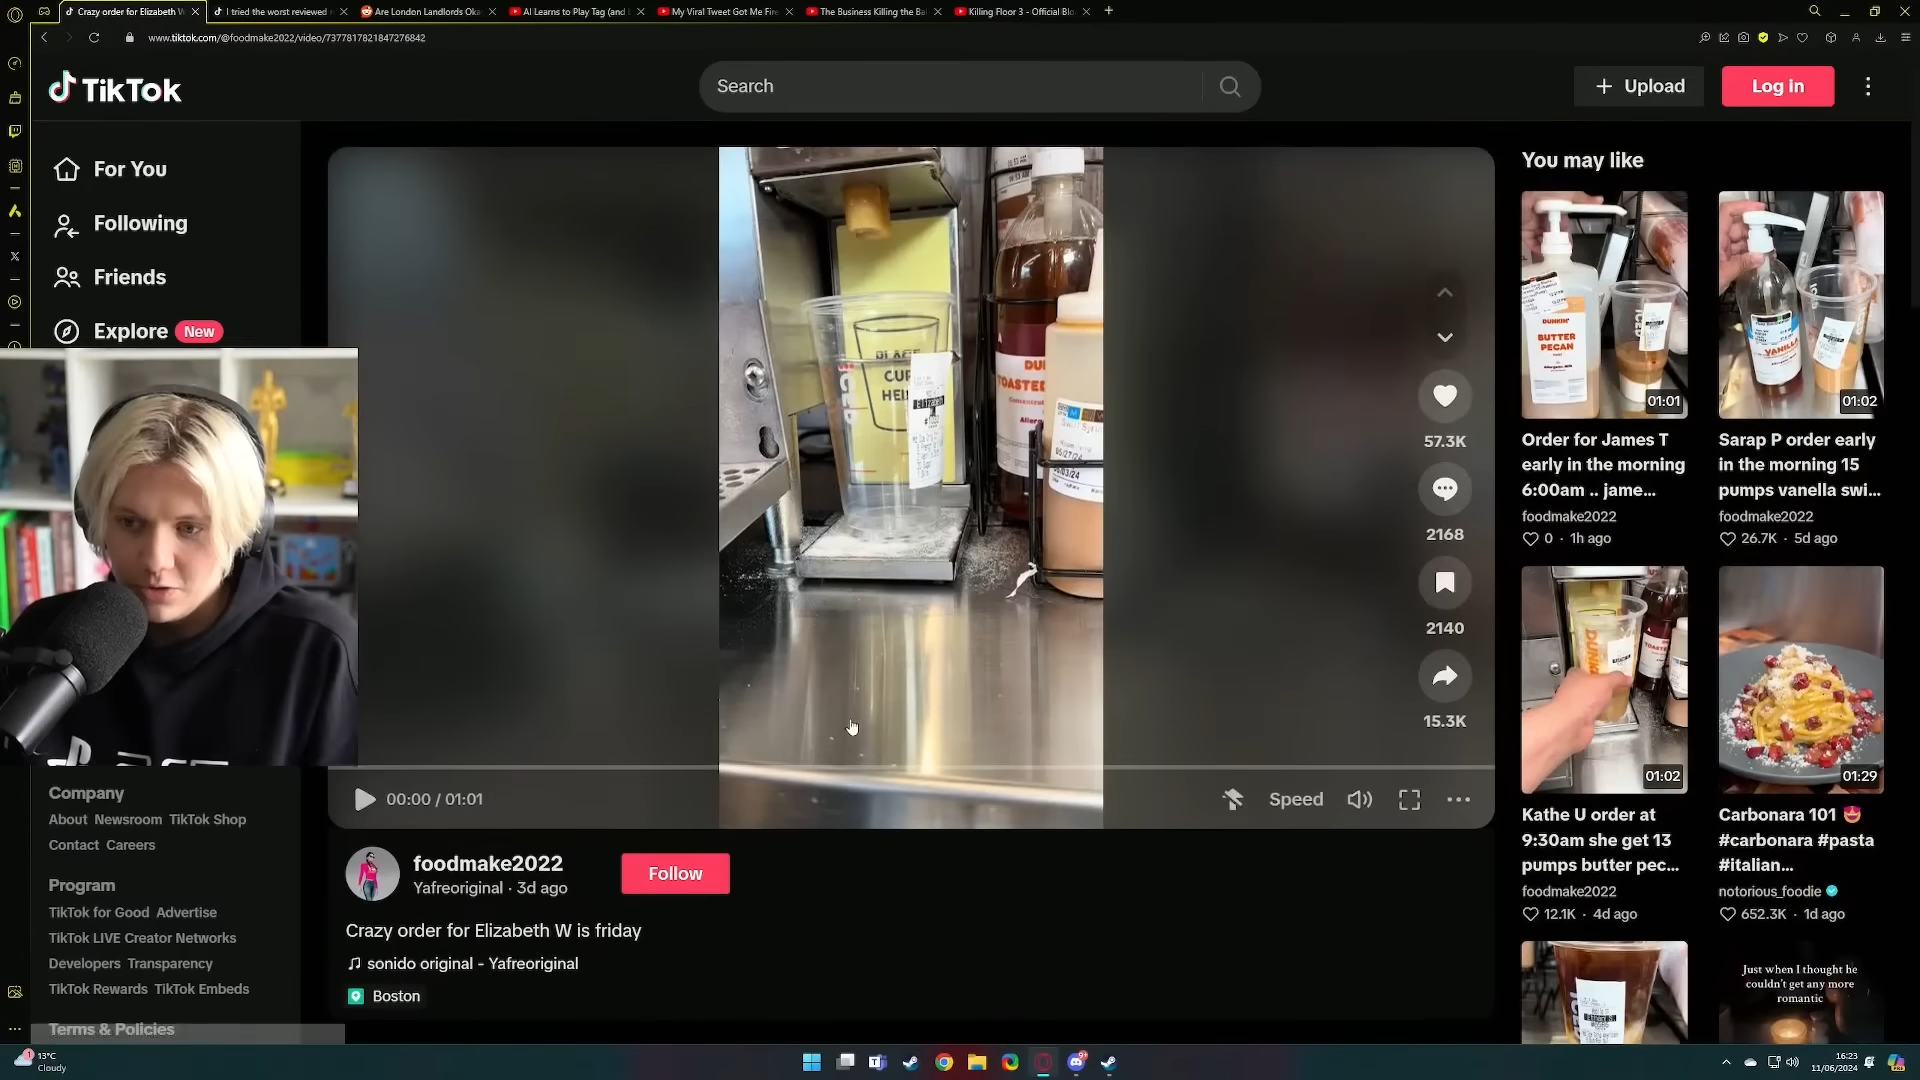 Crazy order for Elizabeth W
I tried the worst reviewed r
Are London Landlords Oka
AI Learns to Play Tag (and
My Viral Tweet Got Me Fire
The Business Killing the Ba
Killing Floor 3 - Official Blo
www.tiktok.com/@foodmake2022/video/7377817821847276842
TikTok
Search
Upload
Log in
For You
Following
Friends
Explore New
You may like
CUP
DUNKIN'
BUTTER
PECAN
VANILLA
01:01
01:02
57.3K
2168
2140
15.3K
Order for James T
early in the morning
6:00am .. jame...
foodmake2022
0 · 1h ago
Sarap P order early
in the morning 15
pumps vanella swi...
foodmake2022
26.7K · 5d ago
01:02
01:29
Kathe U order at
9:30am she get 13
pumps butter pec...
foodmake2022
12.1K · 4d ago
Carbonara 101 😍
#carbonara #pasta
#italian...
notorious_foodie
652.3K · 1d ago
Just when I thought he
couldn't get any more
romantic
00:00 / 01:01
Speed
foodmake2022
Yafreoriginal · 3d ago
Follow
Crazy order for Elizabeth W is friday
sonido original - Yafreoriginal
Boston
Company
About Newsroom TikTok Shop
Contact Careers
Program
TikTok for Good Advertise
TikTok LIVE Creator Networks
Developers Transparency
TikTok Rewards TikTok Embeds
Terms & Policies
13°C
Cloudy
16:23
11/06/2024